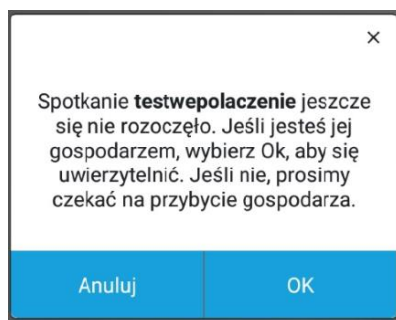 ×
Spotkanie testwepolaczenie jeszcze
się nie rozoczęło. Jeśli jesteś jej
gospodarzem, wybierz Ok, aby się
uwierzytelnić. Jeśli nie, prosimy
czekać na przybycie gospodarza.
Anuluj OK